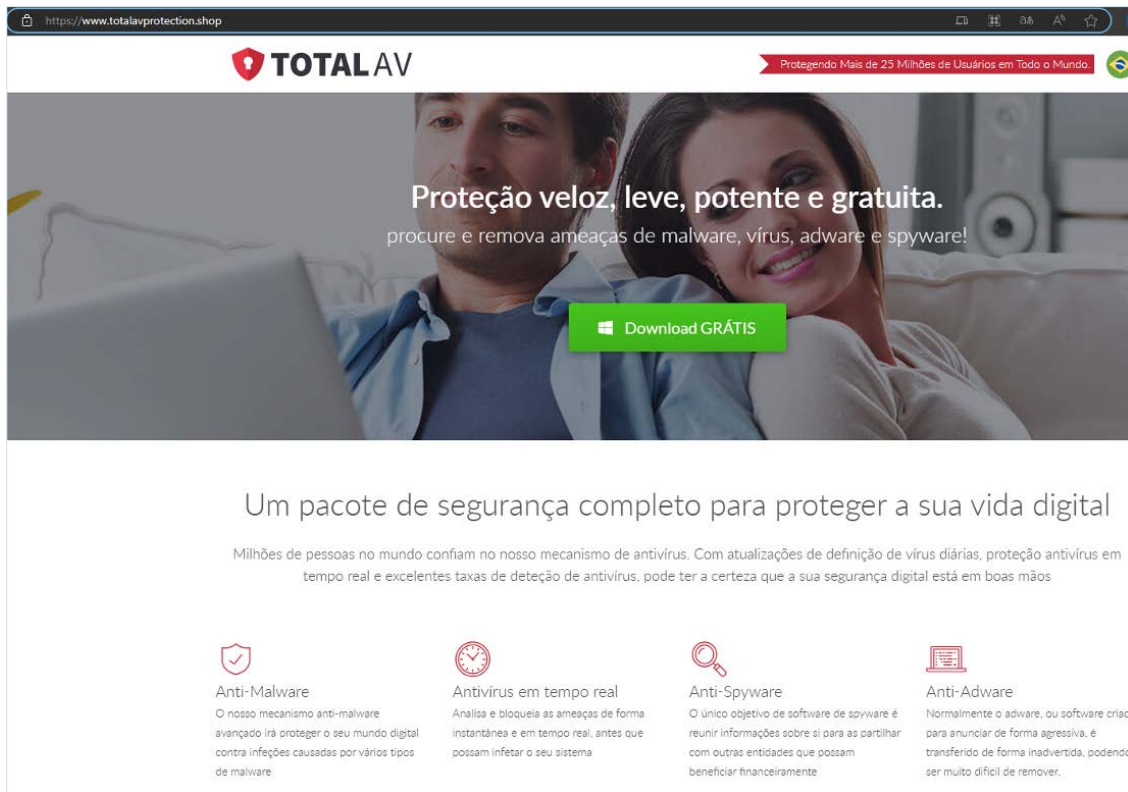 https://www.totalavprotection.shop
TOTAL AV
Protegendo Mais de 25 Milhões de Usuários em Todo o Mundo.
Proteção veloz, leve, potente e gratuita.
procure e remova ameaças de malware, vírus, adware e spyware!
Download GRÁTIS
Um pacote de segurança completo para proteger a sua vida digital
Milhões de pessoas no mundo confiam no nosso mecanismo de antivírus. Com atualizações de definição de vírus diárias, proteção antivírus em
tempo real e excelentes taxas de deteção de antivírus, pode ter a certeza que a sua segurança digital está em boas mãos
Anti-Malware
O nosso mecanismo anti-malware
avançado irá proteger o seu mundo digital
contra infeções causadas por vários tipos
de malware
Antivírus em tempo real
Analisa e bloqueia as ameaças de forma
instantânea e em tempo real, antes que
possam infetar o seu sistema
Anti-Spyware
O único objetivo de software de spyware é
reunir informações sobre si para as partilhar
com outras entidades que possam
beneficiar financeiramente
Anti-Adware
Normalmente o adware, ou software criad
para anunciar de forma agressiva, é
transferido de forma inadvertida, podendo
ser muito difícil de remover.